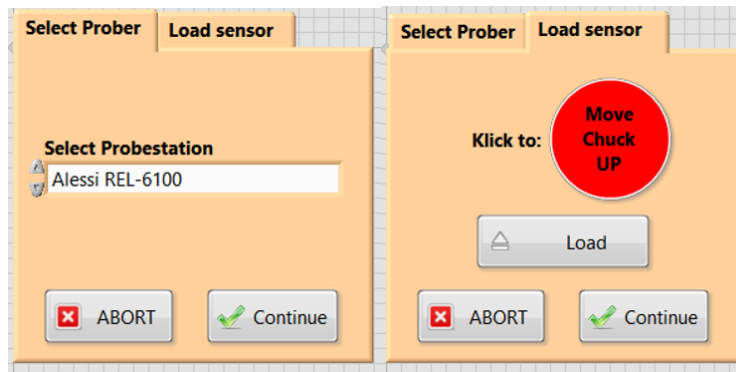 Select Prober
Load sensor
Select Probestation
Alessi REL-6100
ABORT
Continue
Select Prober
Load sensor
Klick to:
Move
Chuck
UP
Load
ABORT
Continue